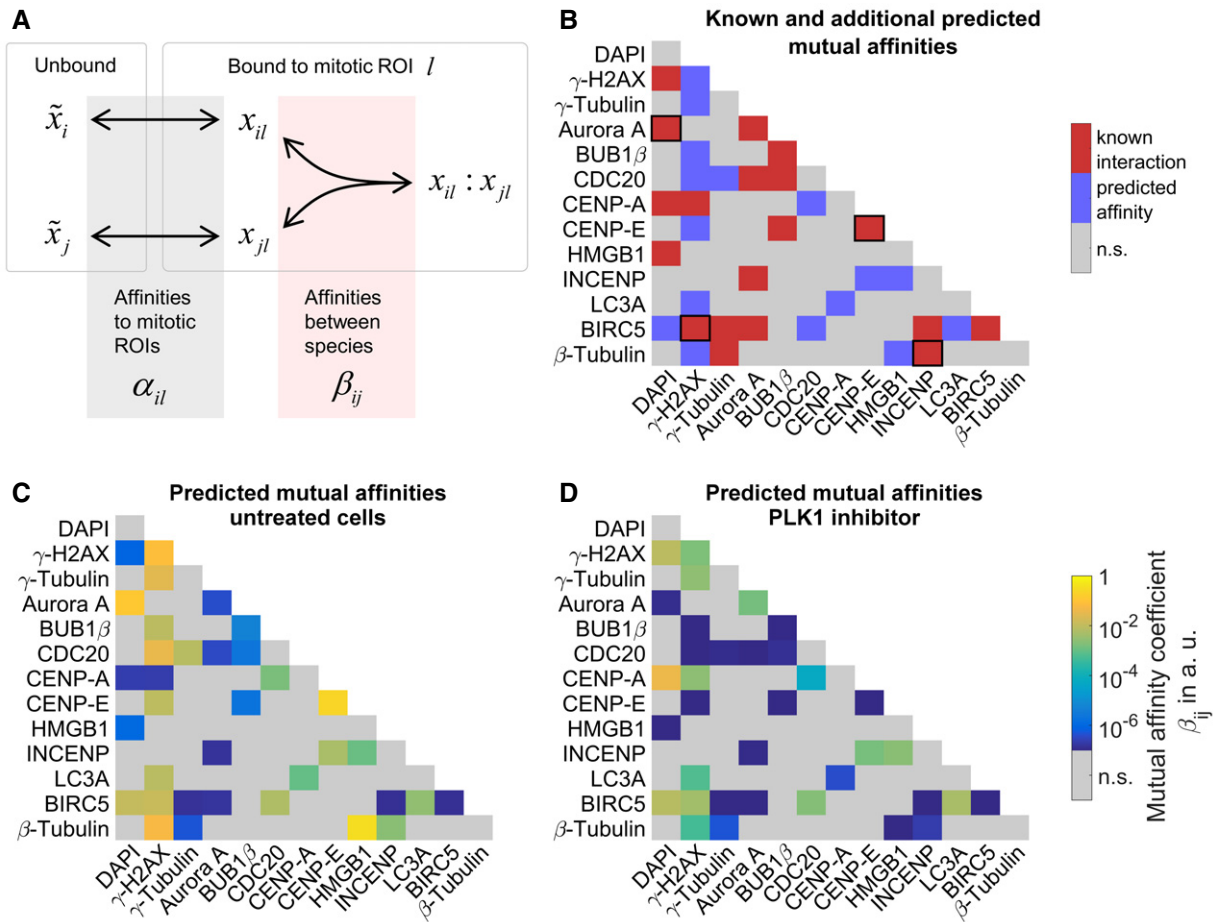 A
Unbound
Bound to mitotic ROI l
x̃i
xil
xil : xjl
x̃j
xjl
Affinities
to mitotic
ROIs
αil
Affinities
between
species
βij
B
Known and additional predicted
mutual affinities
DAPI
γ-H2AX
γ-Tubulin
Aurora A
BUB1β
CDC20
CENP-A
CENP-E
HMGB1
INCENP
LC3A
BIRC5
β-Tubulin
DAPI
γ-H2AX
γ-Tubulin
Aurora A
BUB1β
CDC20
CENP-A
CENP-E
HMGB1
INCENP
LC3A
BIRC5
β-Tubulin
known
interaction
predicted
affinity
n.s.
C
Predicted mutual affinities
untreated cells
DAPI
γ-H2AX
γ-Tubulin
Aurora A
BUB1β
CDC20
CENP-A
CENP-E
HMGB1
INCENP
LC3A
BIRC5
β-Tubulin
DAPI
γ-H2AX
γ-Tubulin
Aurora A
BUB1β
CDC20
CENP-A
CENP-E
HMGB1
INCENP
LC3A
BIRC5
β-Tubulin
D
Predicted mutual affinities
PLK1 inhibitor
DAPI
γ-H2AX
γ-Tubulin
Aurora A
BUB1β
CDC20
CENP-A
CENP-E
HMGB1
INCENP
LC3A
BIRC5
β-Tubulin
DAPI
γ-H2AX
γ-Tubulin
Aurora A
BUB1β
CDC20
CENP-A
CENP-E
HMGB1
INCENP
LC3A
BIRC5
β-Tubulin
1
10⁻²
10⁻⁴
10⁻⁶
n.s.
Mutual affinity coefficient
βij in a. u.